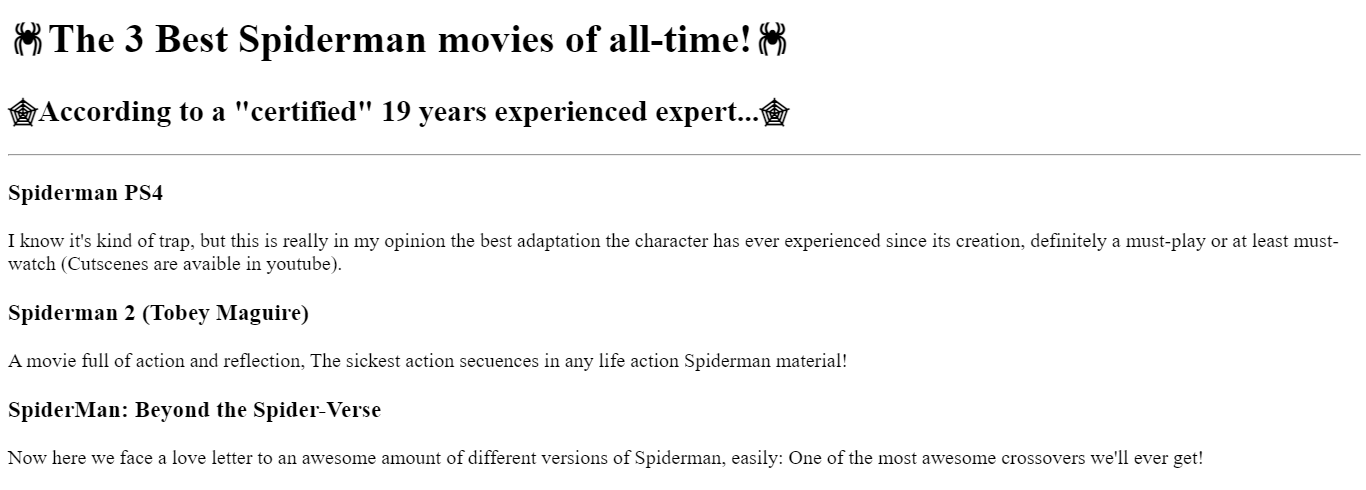 🕷The 3 Best Spiderman movies of all-time!🕷
🕸According to a "certified" 19 years experienced expert...🕸
Spiderman PS4
I know it's kind of trap, but this is really in my opinion the best adaptation the character has ever experienced since its creation, definitely a must-play or at least must-
watch (Cutscenes are avaible in youtube).
Spiderman 2 (Tobey Maguire)
A movie full of action and reflection, The sickest action secuences in any life action Spiderman material!
SpiderMan: Beyond the Spider-Verse
Now here we face a love letter to an awesome amount of different versions of Spiderman, easily: One of the most awesome crossovers we'll ever get!